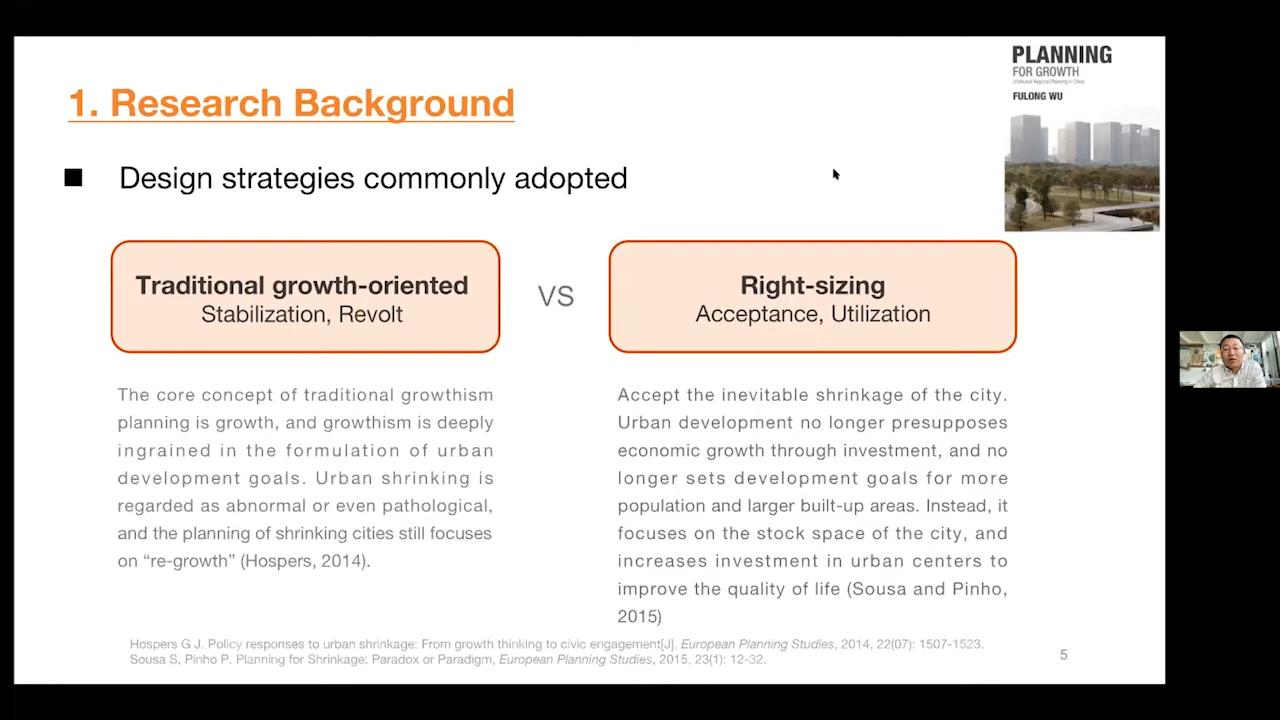 PLANNING
FOR GROWTH
Urban and Regional Planning in China
FULONG WU
1. Research Background
Design strategies commonly adopted
Traditional growth-oriented
Stabilization, Revolt
VS
Right-sizing
Acceptance, Utilization
The core concept of traditional growthism
planning is growth, and growthism is deeply
ingrained in the formulation of urban
development goals. Urban shrinking is
regarded as abnormal or even pathological,
and the planning of shrinking cities still focuses
on “re-growth” (Hospers, 2014).
Accept the inevitable shrinkage of the city.
Urban development no longer presupposes
economic growth through investment, and no
longer sets development goals for more
population and larger built-up areas. Instead, it
focuses on the stock space of the city, and
increases investment in urban centers to
improve the quality of life (Sousa and Pinho,
2015)
Hospers G J. Policy responses to urban shrinkage: From growth thinking to civic engagement[J]. European Planning Studies, 2014, 22(07): 1507-1523.
Sousa S, Pinho P. Planning for Shrinkage: Paradox or Paradigm, European Planning Studies, 2015, 23(1): 12-32.
5